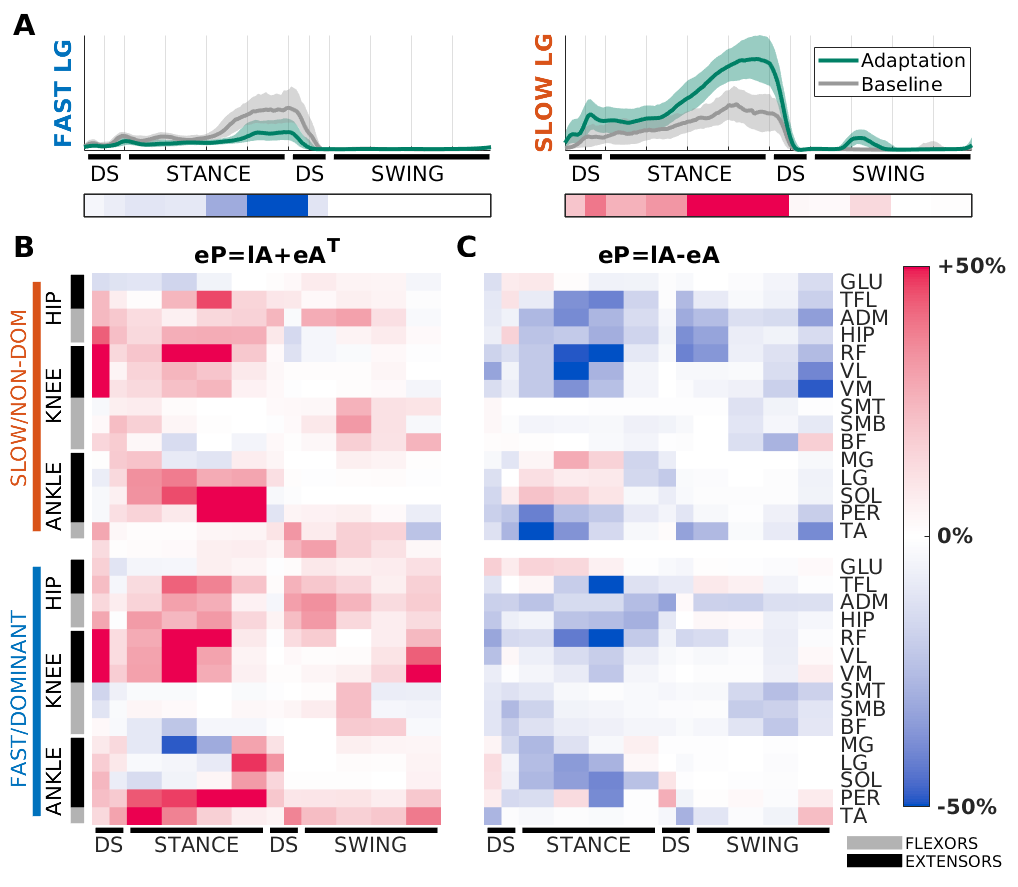 A
FAST LG
DS STANCE DS SWING
SLOW LG
Adaptation
Baseline
DS STANCE DS SWING
B
eP=lA+eA^T
SLOW/NON-DOM
HIP
KNEE
ANKLE
FAST/DOMINANT
HIP
KNEE
ANKLE
DS STANCE DS SWING
C
eP=lA-eA
GLU
TFL
ADM
HIP
RF
VL
VM
SMT
SMB
BF
MG
LG
SOL
PER
TA
GLU
TFL
ADM
HIP
RF
VL
VM
SMT
SMB
BF
MG
LG
SOL
PER
TA
DS STANCE DS SWING
+50%
0%
-50%
FLEXORS
EXTENSORS